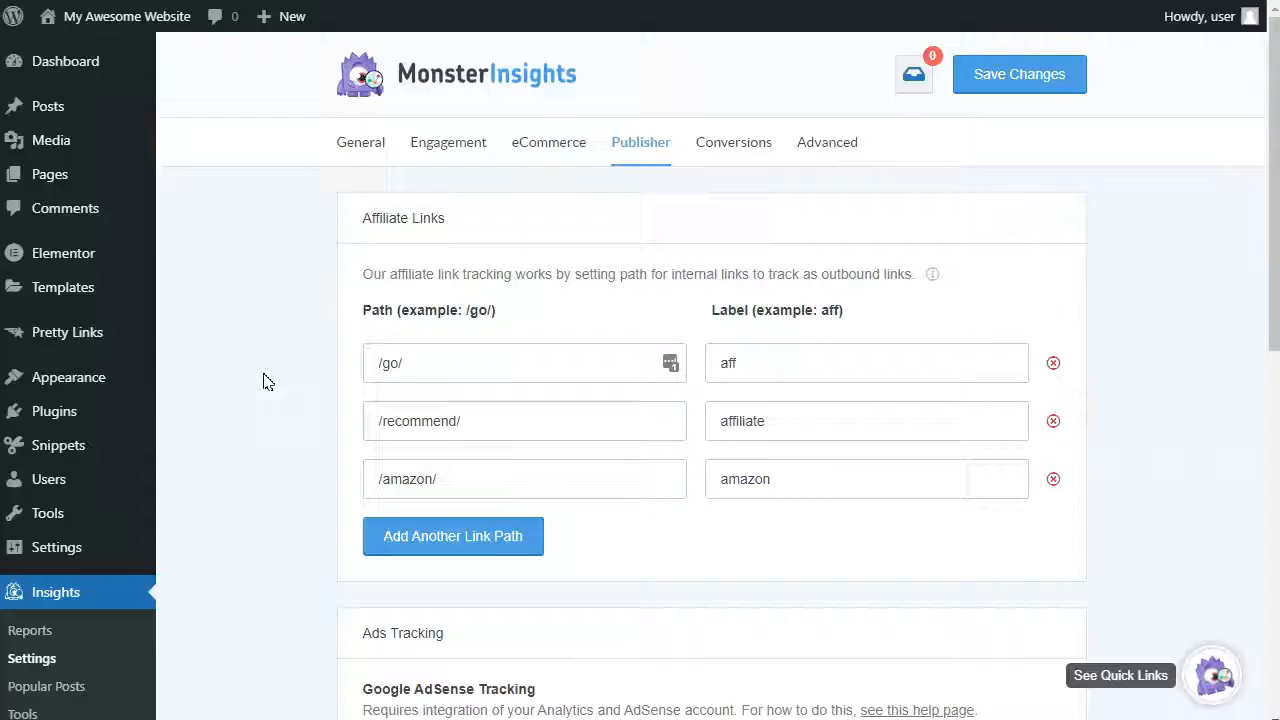 My Awesome Website
0
New
Howdy, user
Dashboard
Posts
Media
Pages
Comments
Elementor
Templates
Pretty Links
Appearance
Plugins
Snippets
Users
Tools
Settings
Insights
Reports
Settings
Popular Posts
Tools
MonsterInsights
0
Save Changes
General Engagement eCommerce Publisher Conversions Advanced
Affiliate Links
Our affiliate link tracking works by setting path for internal links to track as outbound links.
Path (example: /go/) Label (example: aff)
/go/ aff
/recommend/ affiliate
/amazon/ amazon
Add Another Link Path
Ads Tracking
Google AdSense Tracking
Requires integration of your Analytics and AdSense account. For how to do this, see this help page.
See Quick Links